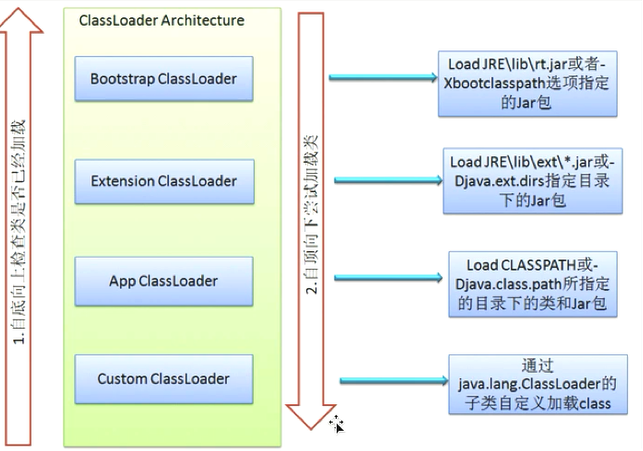 ClassLoader Architecture
1.自底向上检查类是否已经加载
2.自顶向下尝试加载类
Bootstrap ClassLoader
Load JRE\lib\rt.jar或者-
Xbootclasspath选项指定
的Jar包
Extension ClassLoader
Load JRE\lib\ext\*.jar或-
Djava.ext.dirs指定目录
下的Jar包
App ClassLoader
Load CLASSPATH或-
Djava.class.path所指定
的目录下的类和Jar包
Custom ClassLoader
通过
java.lang.ClassLoader的
子类自定义加载class